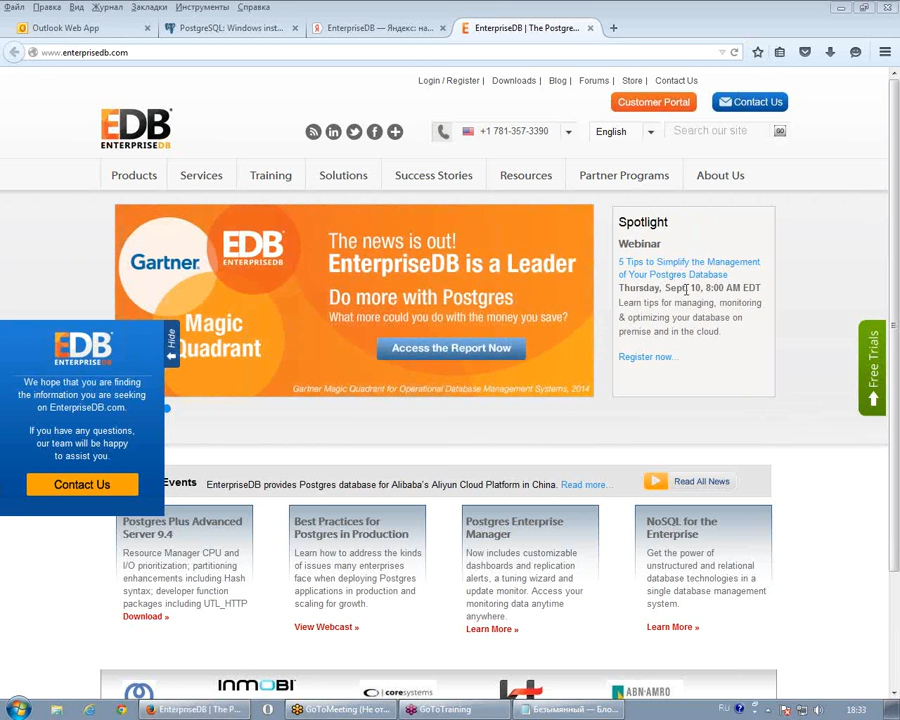 Файл Правка Вид Журнал Закладки Инструменты Справка
Outlook Web App × PostgreSQL: Windows inst... × EnterpriseDB — Яндекс: на... × EnterpriseDB | The Postgre... × +
www.enterprisedb.com
Login / Register | Downloads | Blog | Forums | Store | Contact Us
Customer Portal Contact Us
EDB
ENTERPRISEDB
+1 781-357-3390 English Search our site GO
Products Services Training Solutions Success Stories Resources Partner Programs About Us
Gartner.
EDB
ENTERPRISEDB
Magic
Quadrant
The news is out!
EnterpriseDB is a Leader
Do more with Postgres
What more could you do with the money you save?
Access the Report Now
Gartner Magic Quadrant for Operational Database Management Systems, 2014
Spotlight
Webinar
5 Tips to Simplify the Management
of Your Postgres Database
Thursday, Sept 10, 8:00 AM EDT
Learn tips for managing, monitoring
& optimizing your database on
premise and in the cloud.
Register now...
Free Trials
Hide
EDB
ENTERPRISEDB
We hope that you are finding
the information you are seeking
on EnterpriseDB.com.
If you have any questions,
our team will be happy
to assist you.
Contact Us
Events EnterpriseDB provides Postgres database for Alibaba's Aliyun Cloud Platform in China. Read more... Read All News
Postgres Plus Advanced
Server 9.4
Resource Manager CPU and
I/O prioritization; partitioning
enhancements including Hash
syntax; developer function
packages including UTL_HTTP
Download »
Best Practices for
Postgres in Production
Learn how to address the kinds
of issues many enterprises
face when deploying Postgres
applications in production and
scaling for growth.
View Webcast »
Postgres Enterprise
Manager
Now includes customizable
dashboards and replication
alerts, a tuning wizard and
update monitor. Access your
monitoring data anytime
anywhere.
Learn More »
NoSQL for the
Enterprise
Get the power of
unstructured and relational
database technologies in a
single database management
system.
Learn More »
INMOBI
coresystems
ABN·AMRO
EnterpriseDB | The P... GoToMeeting (Не от... GoToTraining Безымянный — Бло... RU 18:33